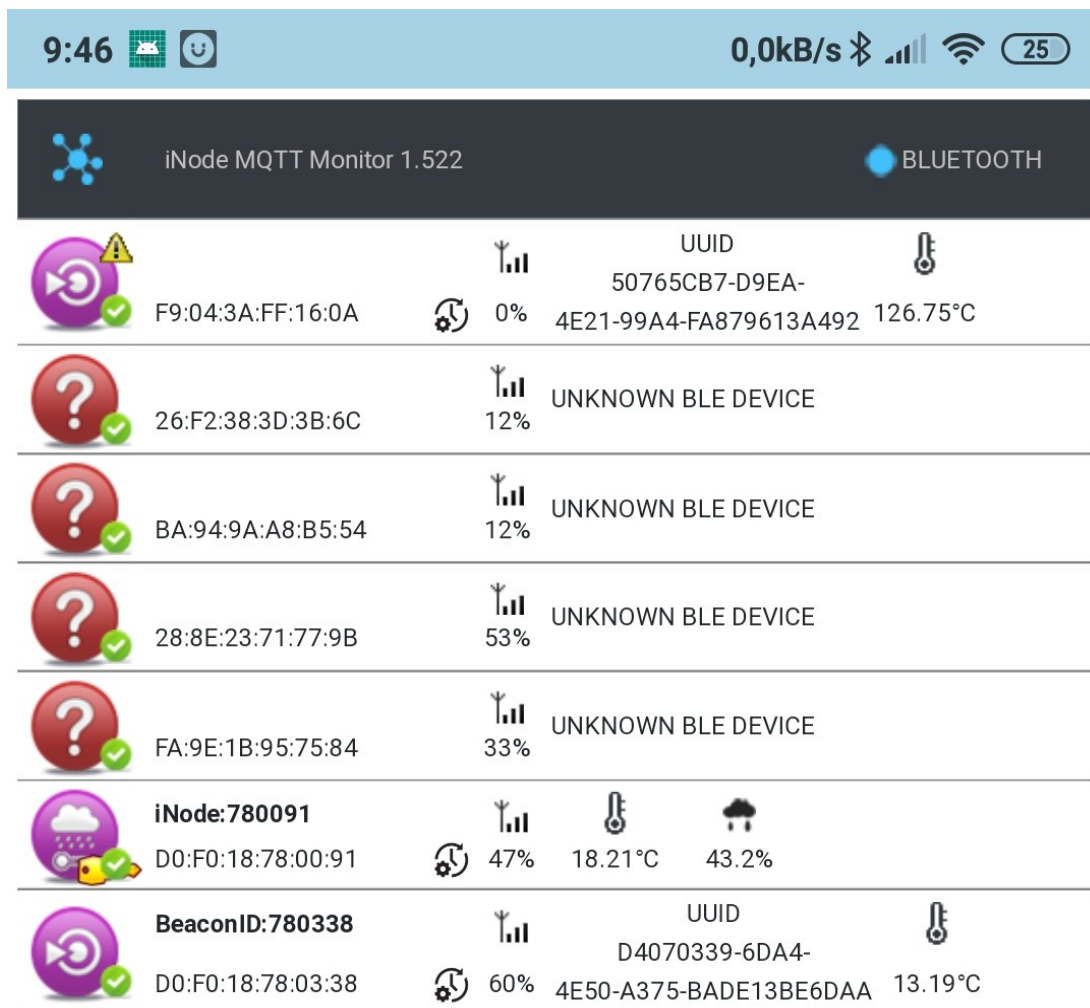 9:46 0,0kB/s 25
iNode MQTT Monitor 1.522 BLUETOOTH
UUID
50765CB7-D9EA-
F9:04:3A:FF:16:0A 0% 4E21-99A4-FA879613A492 126.75°C
UNKNOWN BLE DEVICE
26:F2:38:3D:3B:6C 12%
UNKNOWN BLE DEVICE
BA:94:9A:A8:B5:54 12%
UNKNOWN BLE DEVICE
28:8E:23:71:77:9B 53%
UNKNOWN BLE DEVICE
FA:9E:1B:95:75:84 33%
iNode:780091
D0:F0:18:78:00:91 47% 18.21°C 43.2%
BeaconID:780338 UUID
D4070339-6DA4-
D0:F0:18:78:03:38 60% 4E50-A375-BADE13BE6DAA 13.19°C